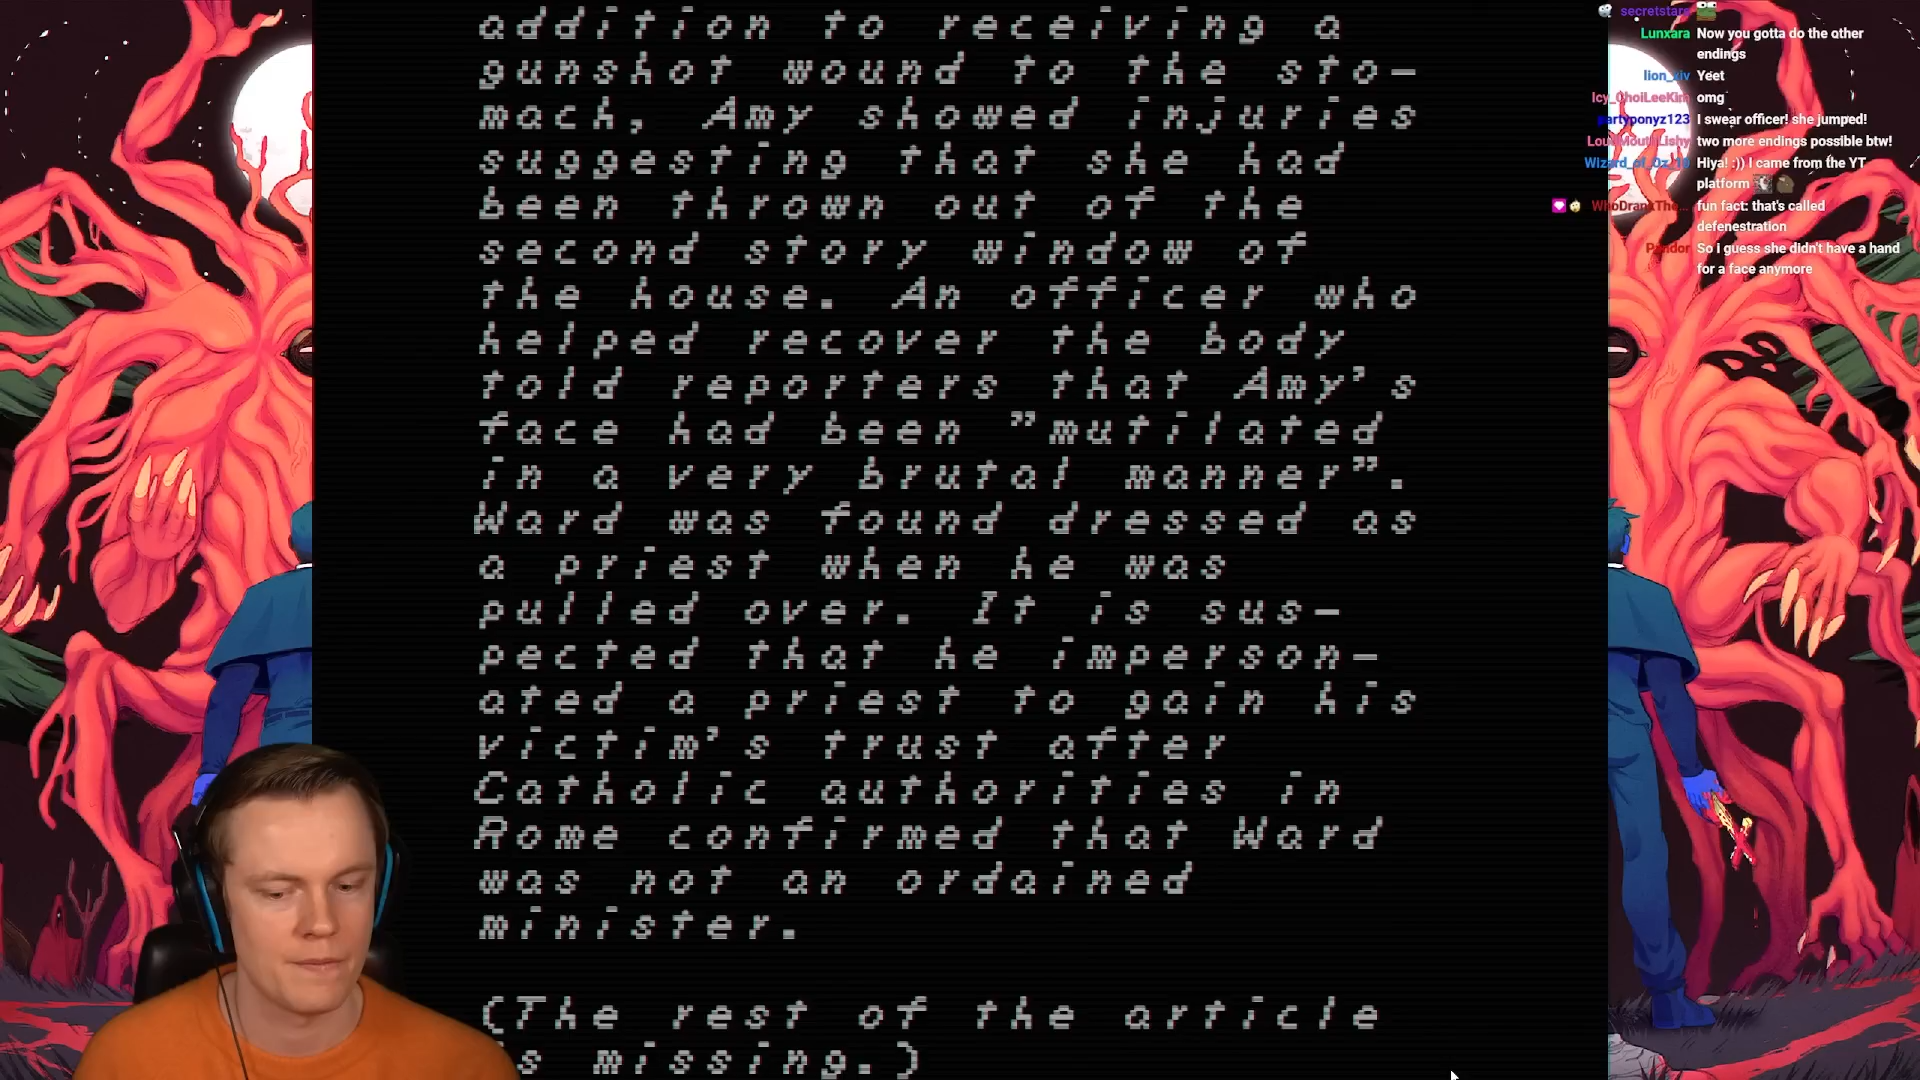 addition to receiving a
gunshot wound to the sto-
mach, Amy showed injuries
suggesting that she had
been thrown out of the
second story window of
the house. An officer who
helped recover the body
told reporters that Amy's
face had been "mutilated
in a very brutal manner".
Ward was found dressed as
a priest when he was
pulled over. It is sus-
pected that he imperson-
ated a priest to gain his
victim's trust after
Catholic authorities in
Rome confirmed that Ward
was not an ordained
minister.
(The rest of the article
is missing.)
secretstars
Lunxara Now you gotta do the other
endings
Yeet
Icy_ChoiLeeKim omg
partyponyz123 I swear officer! she jumped!
two more endings possible btw!
Hiya! :)) I came from the YT
platform
WhoDrankThe... fun fact: that's called
defenestration
Pandor So i guess she didn't have a hand
for a face anymore